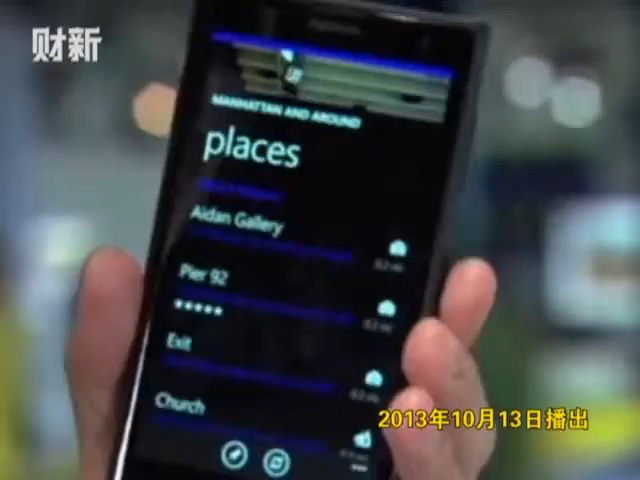 财新
MANHATTAN AND AROUND
places
Aidan Gallery
Pier 92
Exit
Church
2013年10月13日播出